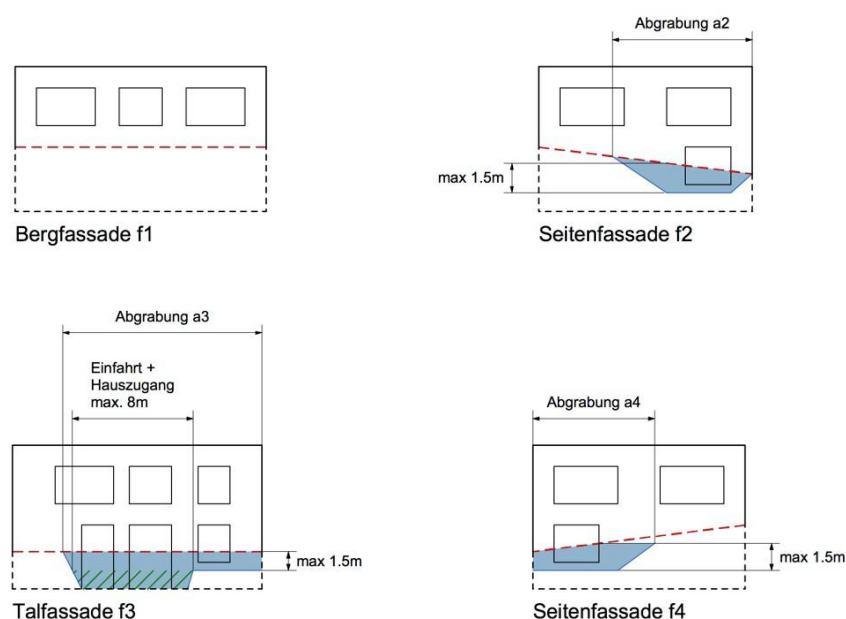 Abgrabung a2
max 1.5m
Bergfassade f1
Seitenfassade f2
Abgrabung a3
Einfahrt +
Hauszugang
max. 8m
Abgrabung a4
max 1.5m
max 1.5m
Talfassade f3
Seitenfassade f4